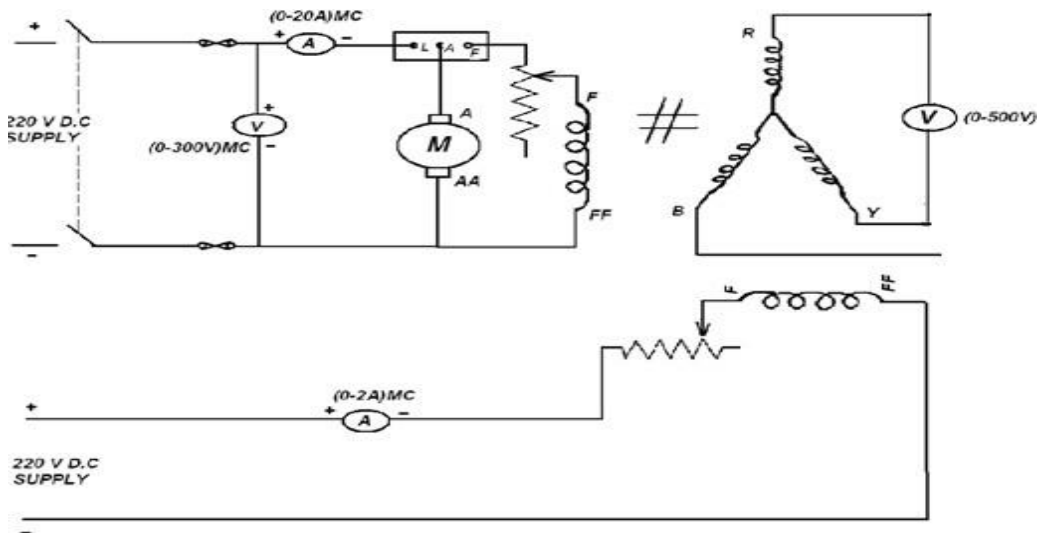 (0-20A)MC
+
+ A -
L A F
R
220 V D.C
SUPPLY
+
V
-
(0-300V)MC
A
M
AA
F
FF
V
(0-500V)
B
Y
-
F
FF
(0-2A)MC
+
+ A -
220 V D.C
SUPPLY
-